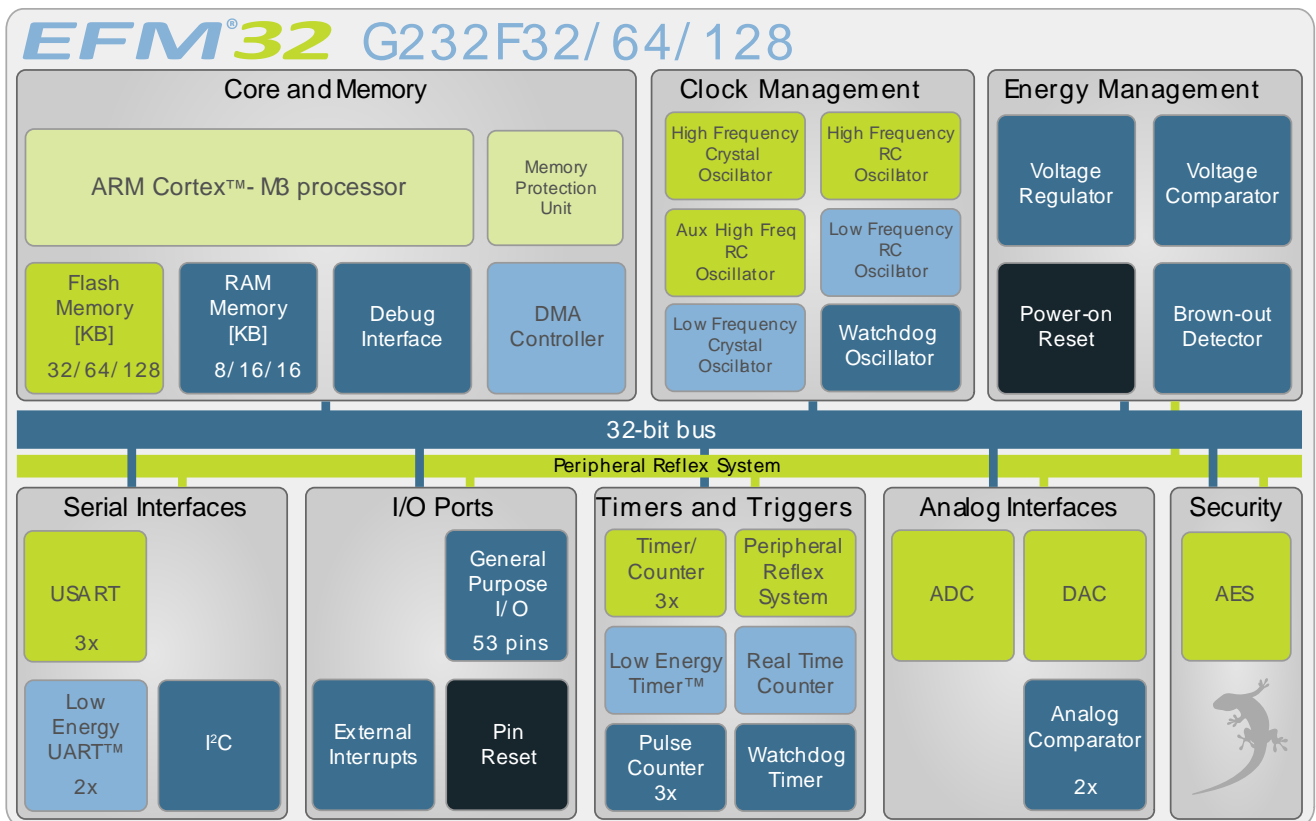 EFM®32 G232F32/64/128
Core and Memory
ARM Cortex™- M3 processor
Memory
Protection
Unit
Flash
Memory
[KB]
32/64/128
RAM
Memory
[KB]
8/16/16
Debug
Interface
DMA
Controller
Clock Management
High Frequency
Crystal
Oscillator
High Frequency
RC
Oscillator
Aux High Freq
RC
Oscillator
Low Frequency
RC
Oscillator
Low Frequency
Crystal
Oscillator
Watchdog
Oscillator
Energy Management
Voltage
Regulator
Voltage
Comparator
Power-on
Reset
Brown-out
Detector
32-bit bus
Peripheral Reflex System
Serial Interfaces
USART
3x
Low
Energy
UART™
2x
I²C
I/O Ports
General
Purpose
I/O
53 pins
External
Interrupts
Pin
Reset
Timers and Triggers
Timer/
Counter
3x
Peripheral
Reflex
System
Low Energy
Timer™
Real Time
Counter
Pulse
Counter
3x
Watchdog
Timer
Analog Interfaces
ADC
DAC
Analog
Comparator
2x
Security
AES